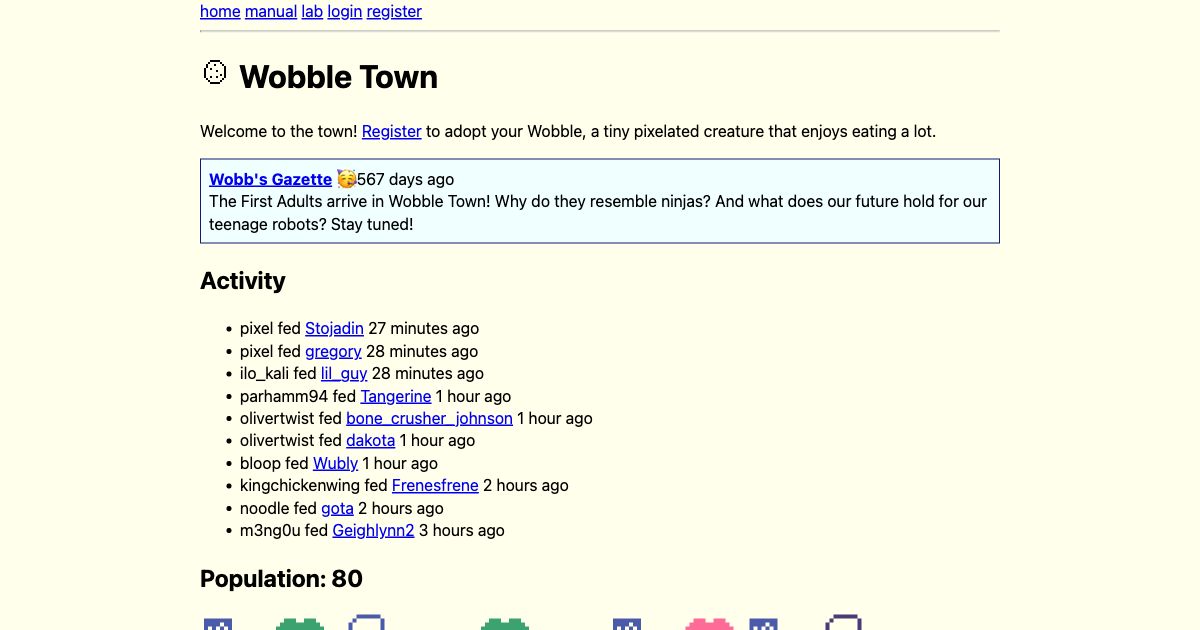 home manual lab login register
Wobble Town
Welcome to the town! Register to adopt your Wobble, a tiny pixelated creature that enjoys eating a lot.
Wobb's Gazette 🥳567 days ago
The First Adults arrive in Wobble Town! Why do they resemble ninjas? And what does our future hold for our
teenage robots? Stay tuned!
Activity
• pixel fed Stojadin 27 minutes ago
• pixel fed gregory 28 minutes ago
• ilo_kali fed lil_guy 28 minutes ago
• parhamm94 fed Tangerine 1 hour ago
• olivertwist fed bone_crusher_johnson 1 hour ago
• olivertwist fed dakota 1 hour ago
• bloop fed Wubly 1 hour ago
• kingchickenwing fed Frenesfrene 2 hours ago
• noodle fed gota 2 hours ago
• m3ng0u fed Geighlynn2 3 hours ago
Population: 80